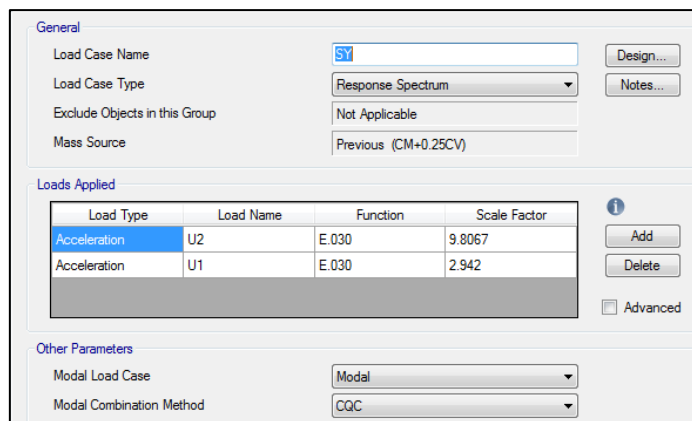 General
Load Case Name SY Design...
Load Case Type Response Spectrum Notes...
Exclude Objects in this Group Not Applicable
Mass Source Previous (CM+0.25CV)
Loads Applied
Load Type Load Name Function Scale Factor
Acceleration U2 E.030 9.8067 Add
Acceleration U1 E.030 2.942 Delete
Advanced
Other Parameters
Modal Load Case Modal
Modal Combination Method CQC